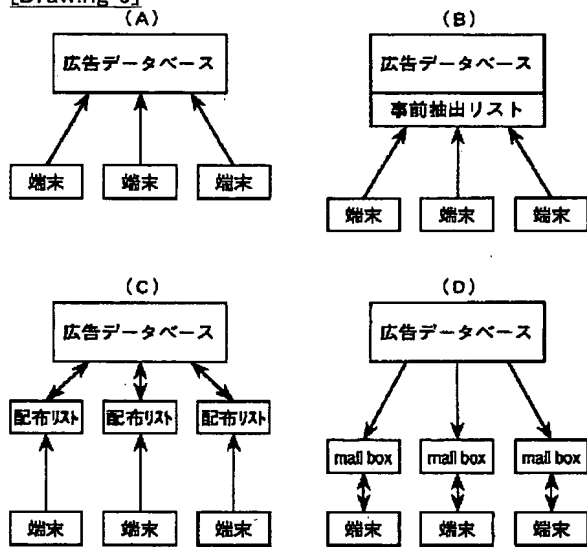 (A)
広告データベース
端末 端末 端末
(B)
広告データベース
事前抽出リスト
端末 端末 端末
(C)
広告データベース
配布リスト 配布リスト 配布リスト
端末 端末 端末
(D)
広告データベース
mail box mail box mail box
端末 端末 端末